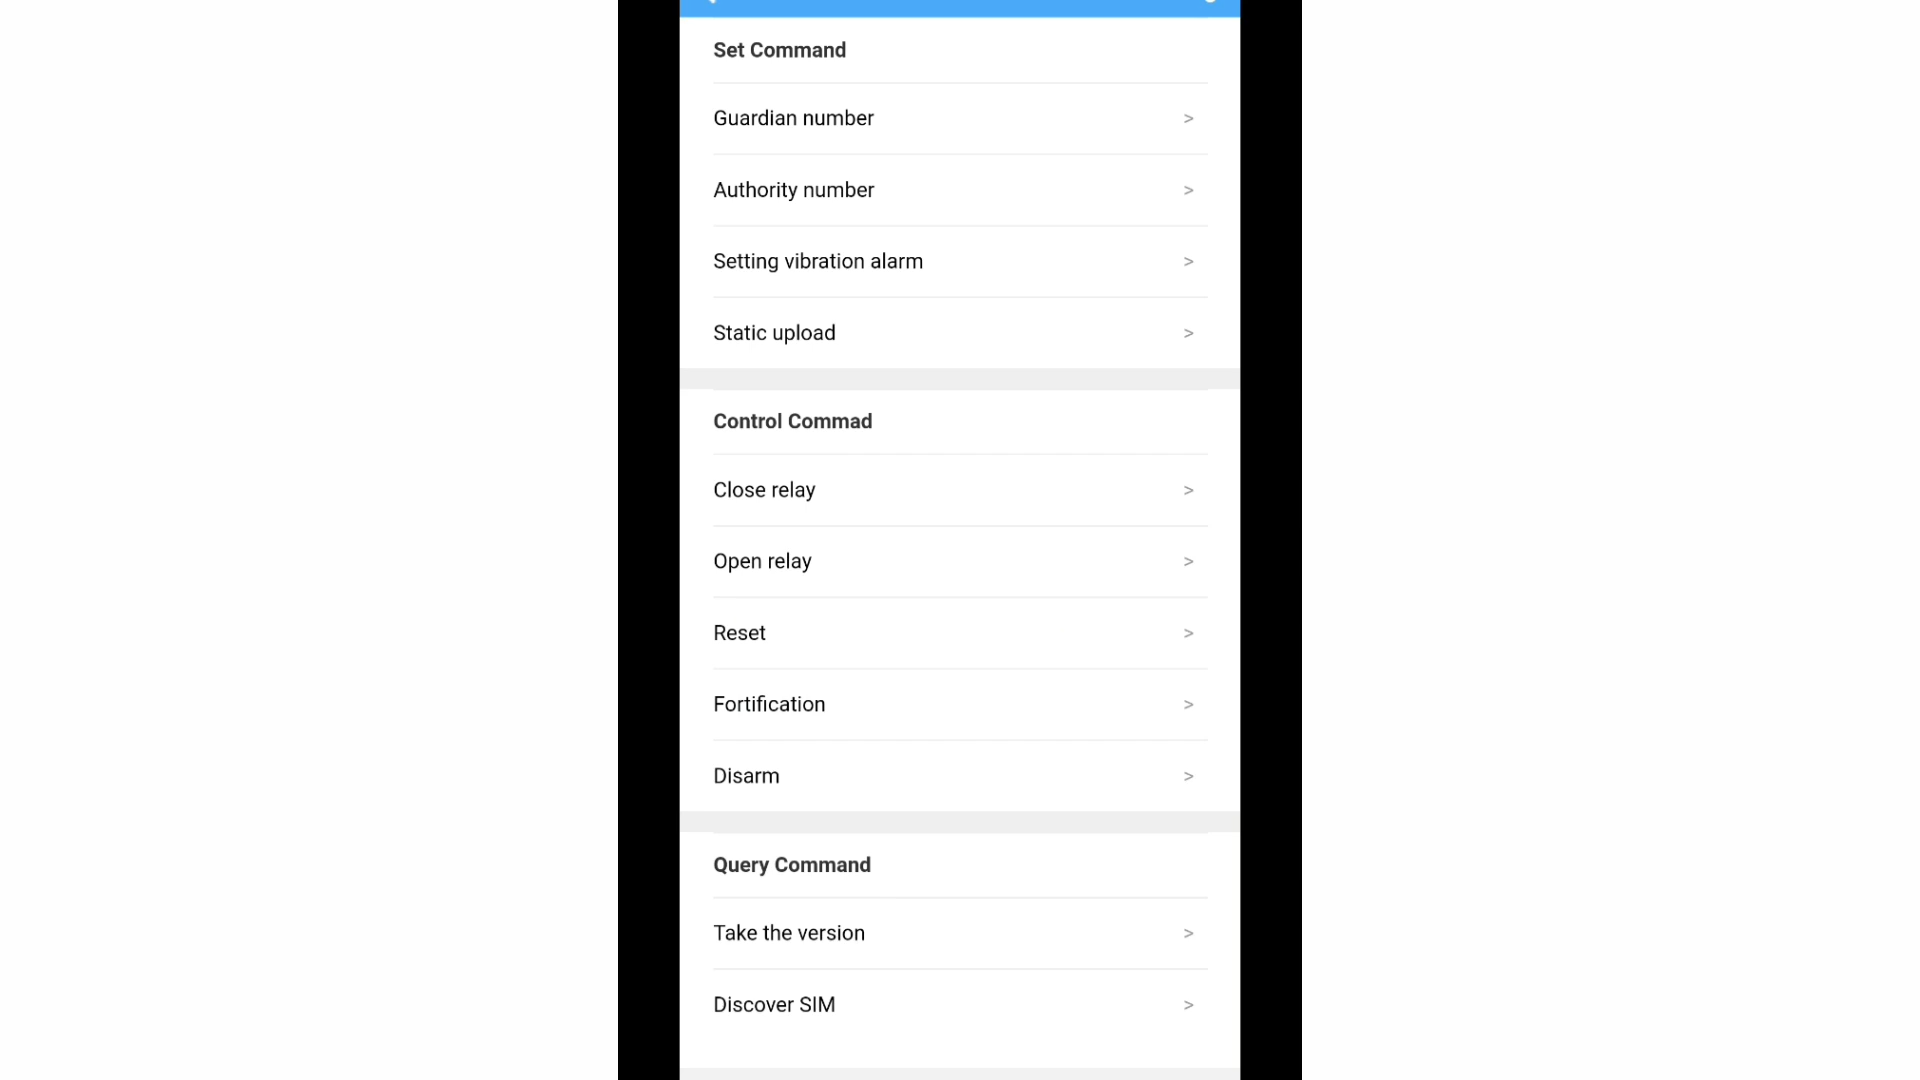 Set Command
Guardian number >
Authority number >
Setting vibration alarm >
Static upload >
Control Commad
Close relay >
Open relay >
Reset >
Fortification >
Disarm >
Query Command
Take the version >
Discover SIM >